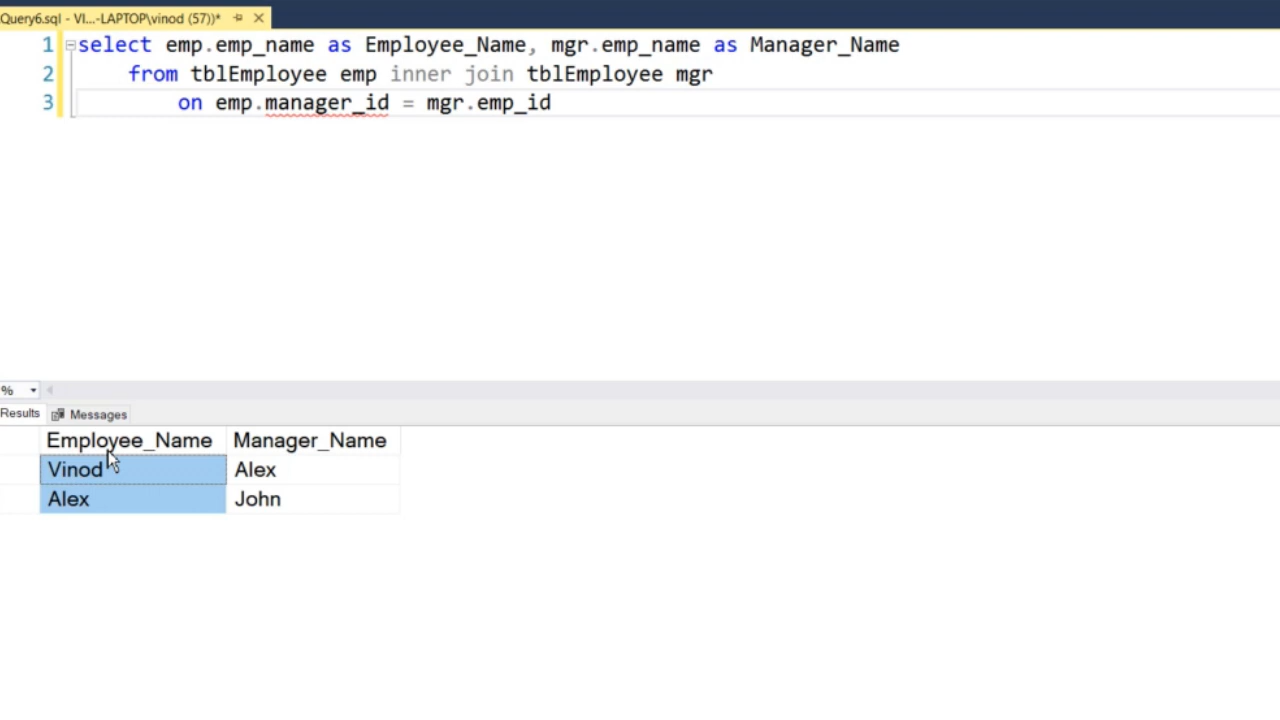 Query6.sql - VI...-LAPTOP\vinod (57))*
1 select emp.emp_name as Employee_Name, mgr.emp_name as Manager_Name
2 from tblEmployee emp inner join tblEmployee mgr
3 on emp.manager_id = mgr.emp_id
%
Results Messages
Employee_Name Manager_Name
Vinod Alex
Alex John